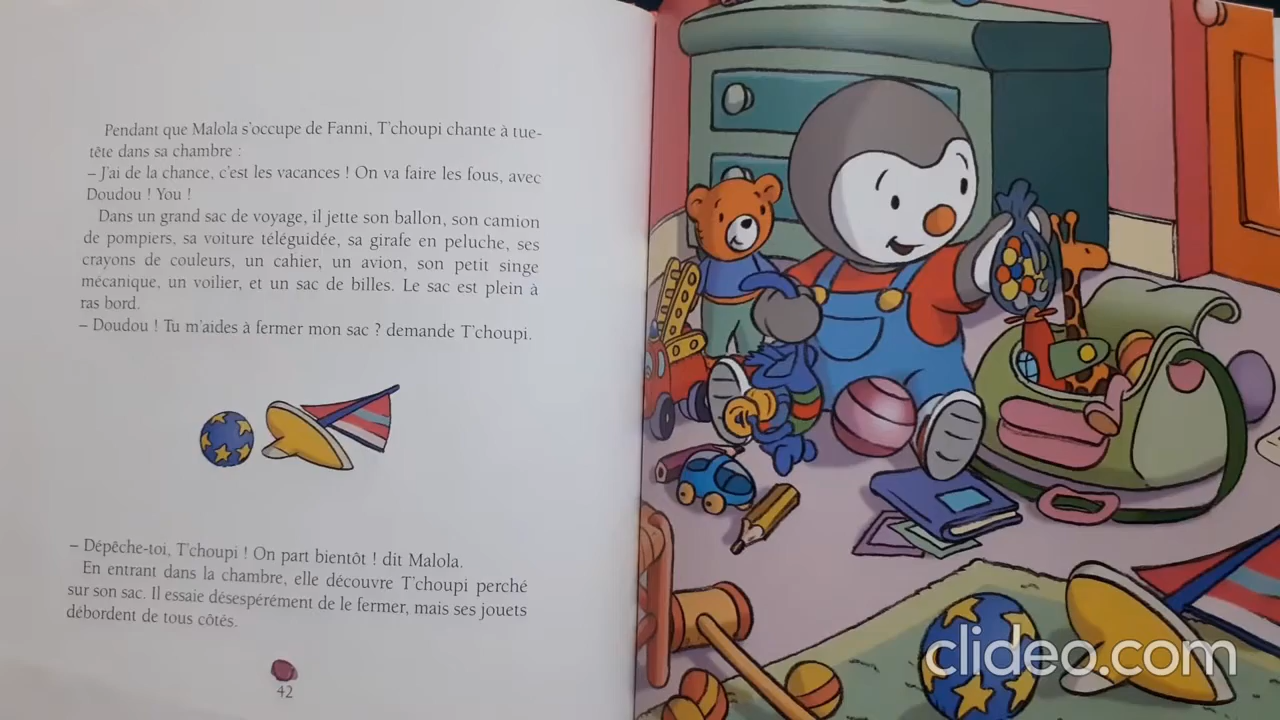 Pendant que Malola s'occupe de Fanni, T'choupi chante à tue-
tête dans sa chambre :
– J'ai de la chance, c'est les vacances ! On va faire les fous, avec
Doudou ! You !
Dans un grand sac de voyage, il jette son ballon, son camion
de pompiers, sa voiture téléguidée, sa girafe en peluche, ses
crayons de couleurs, un cahier, un avion, son petit singe
mécanique, un voilier, et un sac de billes. Le sac est plein à
ras bord.
– Doudou ! Tu m'aides à fermer mon sac ? demande T'choupi.
– Dépêche-toi, T'choupi ! On part bientôt ! dit Malola.
En entrant dans la chambre, elle découvre T'choupi perché
sur son sac. Il essaie désespérément de le fermer, mais ses jouets
débordent de tous côtés.
42
clideo.com